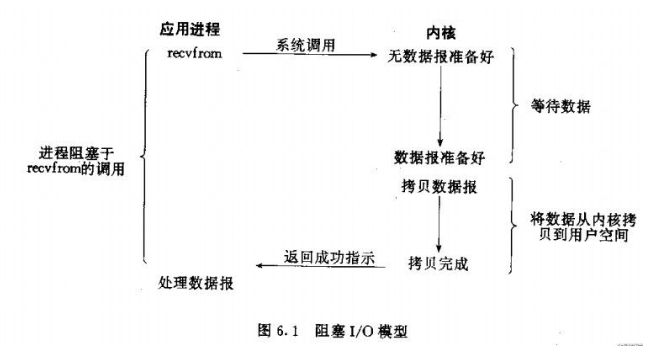 应用进程
内核
recvfrom
系统调用
无数据报准备好
等待数据
进程阻塞于
recvfrom的调用
数据报准备好
拷贝数据报
将数据从内核拷
贝到用户空间
返回成功指示
拷贝完成
处理数据报
图 6.1 阻塞 I/O 模型